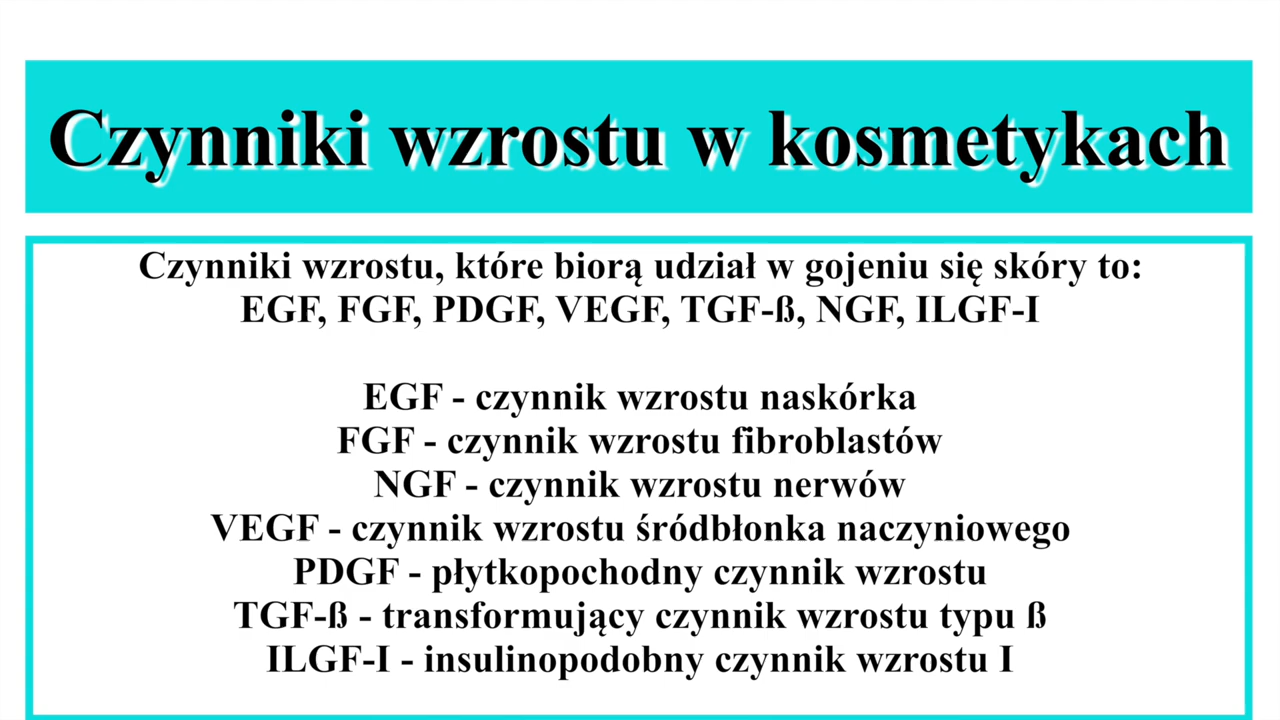 Czynniki wzrostu w kosmetykach
Czynniki wzrostu, które biorą udział w gojeniu się skóry to:
EGF, FGF, PDGF, VEGF, TGF-ß, NGF, ILGF-I
EGF - czynnik wzrostu naskórka
FGF - czynnik wzrostu fibroblastów
NGF - czynnik wzrostu nerwów
VEGF - czynnik wzrostu śródbłonka naczyniowego
PDGF - płytkopochodny czynnik wzrostu
TGF-ß - transformujący czynnik wzrostu typu ß
ILGF-I - insulinopodobny czynnik wzrostu I